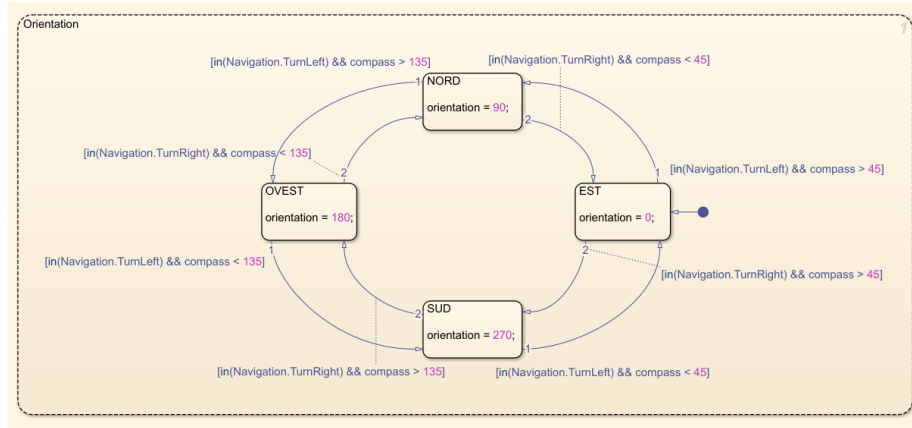 Orientation
1
[in(Navigation.TurnLeft) && compass > 135]
[in(Navigation.TurnRight) && compass < 45]
1
NORD
orientation = 90;
2
[in(Navigation.TurnRight) && compass < 135]
2
[in(Navigation.TurnLeft) && compass > 45]
1
OVEST
orientation = 180;
EST
orientation = 0;
1
2
[in(Navigation.TurnLeft) && compass < 135]
[in(Navigation.TurnRight) && compass > 45]
2
SUD
orientation = 270;
1
[in(Navigation.TurnRight) && compass > 135]
[in(Navigation.TurnLeft) && compass < 45]